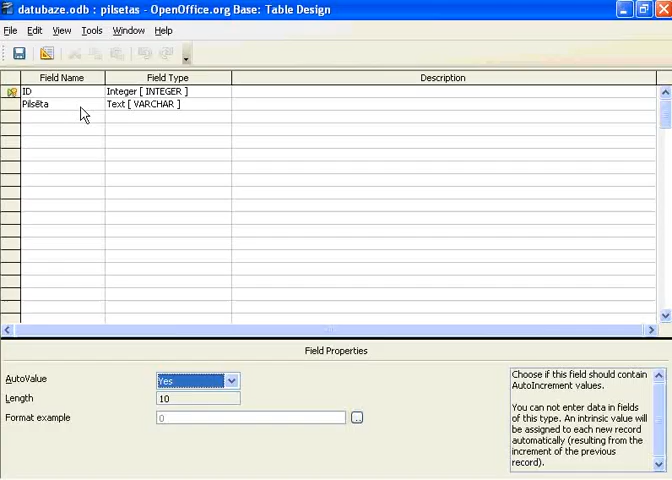 datubaze.odb : pilsetas - OpenOffice.org Base: Table Design
File Edit View Tools Window Help
Field Name Field Type Description
ID Integer [ INTEGER ]
Pilsēta Text [ VARCHAR ]
Field Properties
AutoValue Yes
Length 10
Format example 0
...
Choose if this field should contain
AutoIncrement values.
You can not enter data in fields
of this type. An intrinsic value will
be assigned to each new record
automatically (resulting from the
increment of the previous
record).